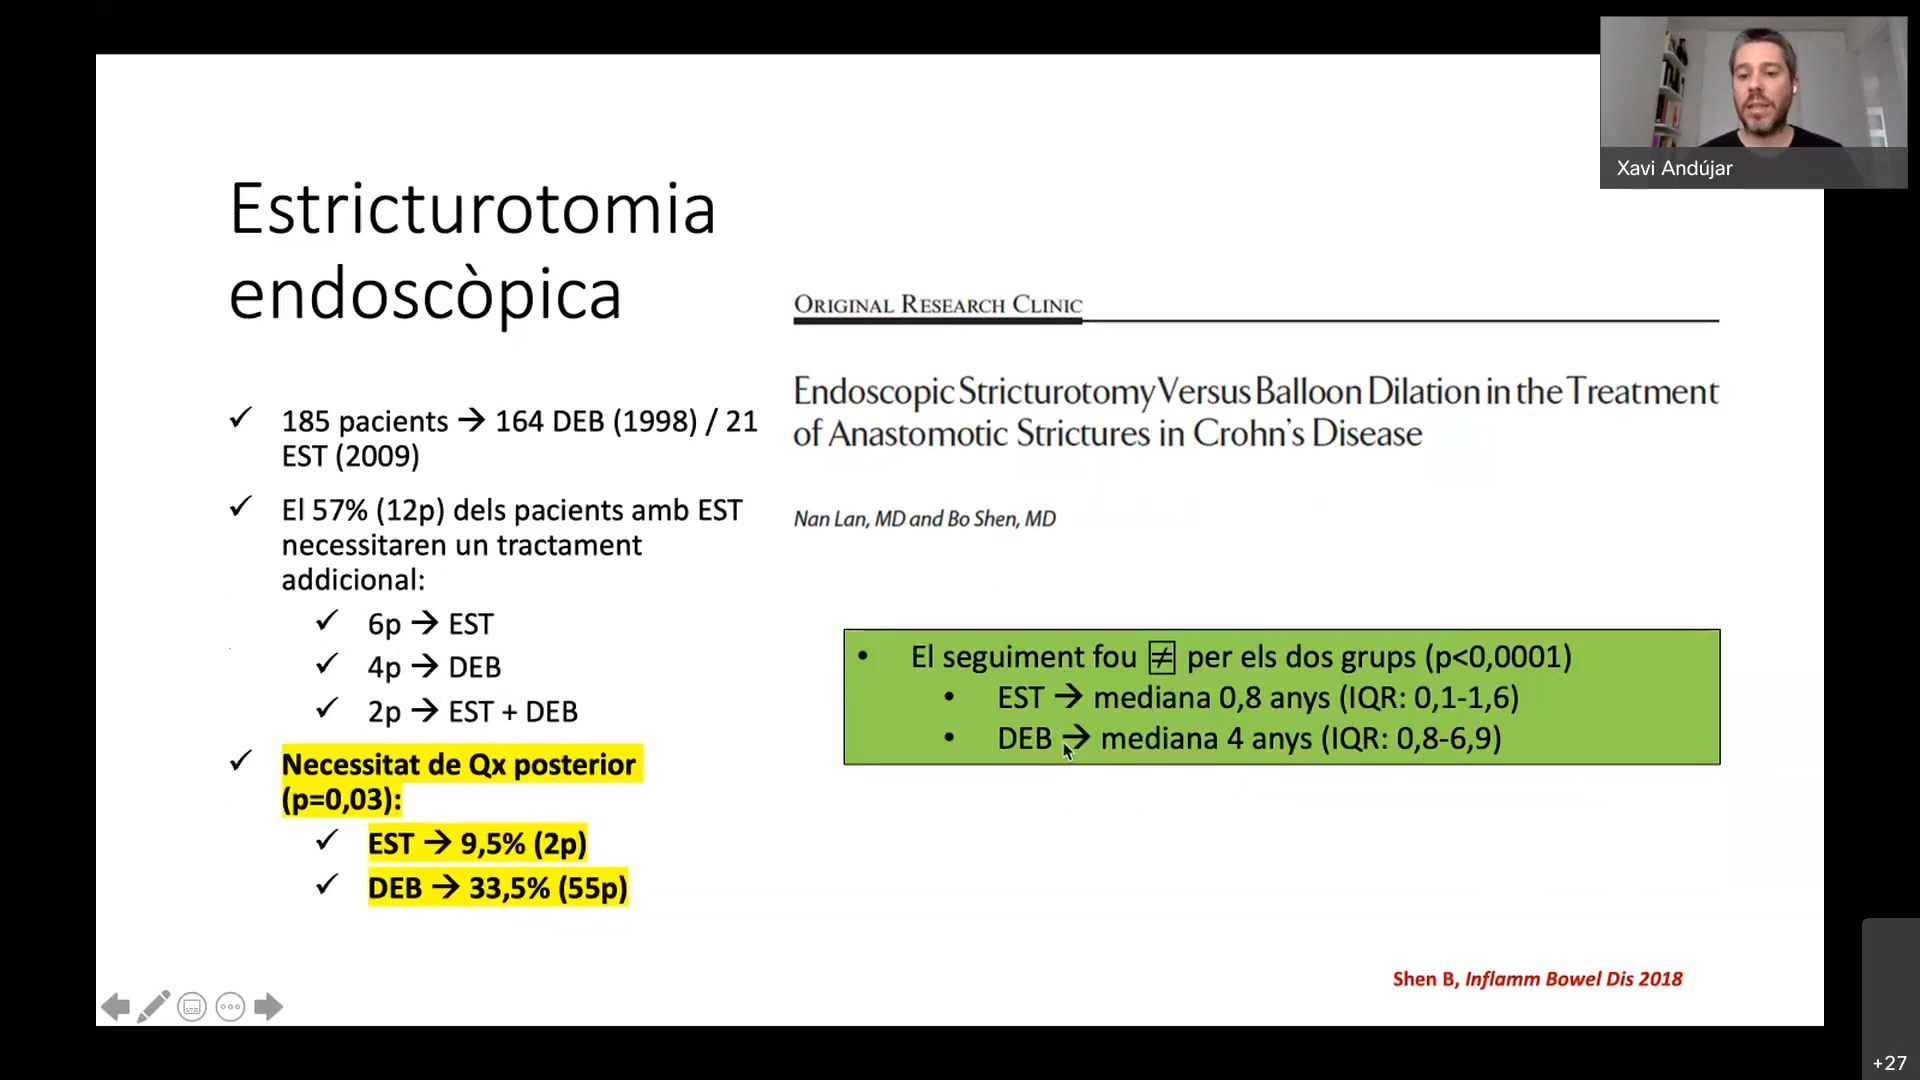 Xavi Andújar
Estricturotomia
endoscòpica
✓ 185 pacients → 164 DEB (1998) / 21
EST (2009)
✓ El 57% (12p) dels pacients amb EST
necessitaren un tractament
addicional:
✓ 6p → EST
✓ 4p → DEB
✓ 2p → EST + DEB
✓ Necessitat de Qx posterior
(p=0,03):
✓ EST → 9,5% (2p)
✓ DEB → 33,5% (55p)
ORIGINAL RESEARCH CLINIC
Endoscopic Stricturotomy Versus Balloon Dilation in the Treatment
of Anastomotic Strictures in Crohn’s Disease
Nan Lan, MD and Bo Shen, MD
• El seguiment fou ≠ per els dos grups (p<0,0001)
• EST → mediana 0,8 anys (IQR: 0,1-1,6)
• DEB → mediana 4 anys (IQR: 0,8-6,9)
Shen B, Inflamm Bowel Dis 2018
+27